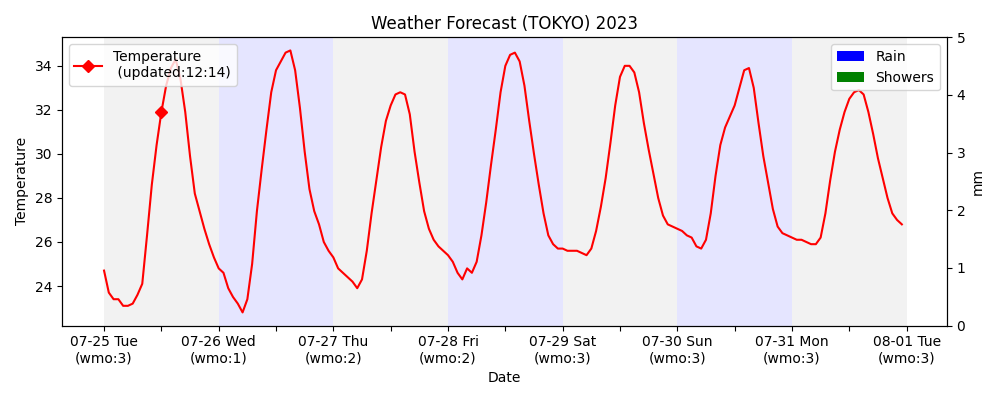 Weather Forecast (TOKYO) 2023
Temperature
(updated:12:14)
Rain
Showers
34
32
30
28
26
24
Temperature
5
4
3
2
1
0
mm
07-25 Tue
(wmo:3)
07-26 Wed
(wmo:1)
07-27 Thu
(wmo:2)
07-28 Fri
(wmo:2)
07-29 Sat
(wmo:3)
07-30 Sun
(wmo:3)
07-31 Mon
(wmo:3)
08-01 Tue
(wmo:3)
Date